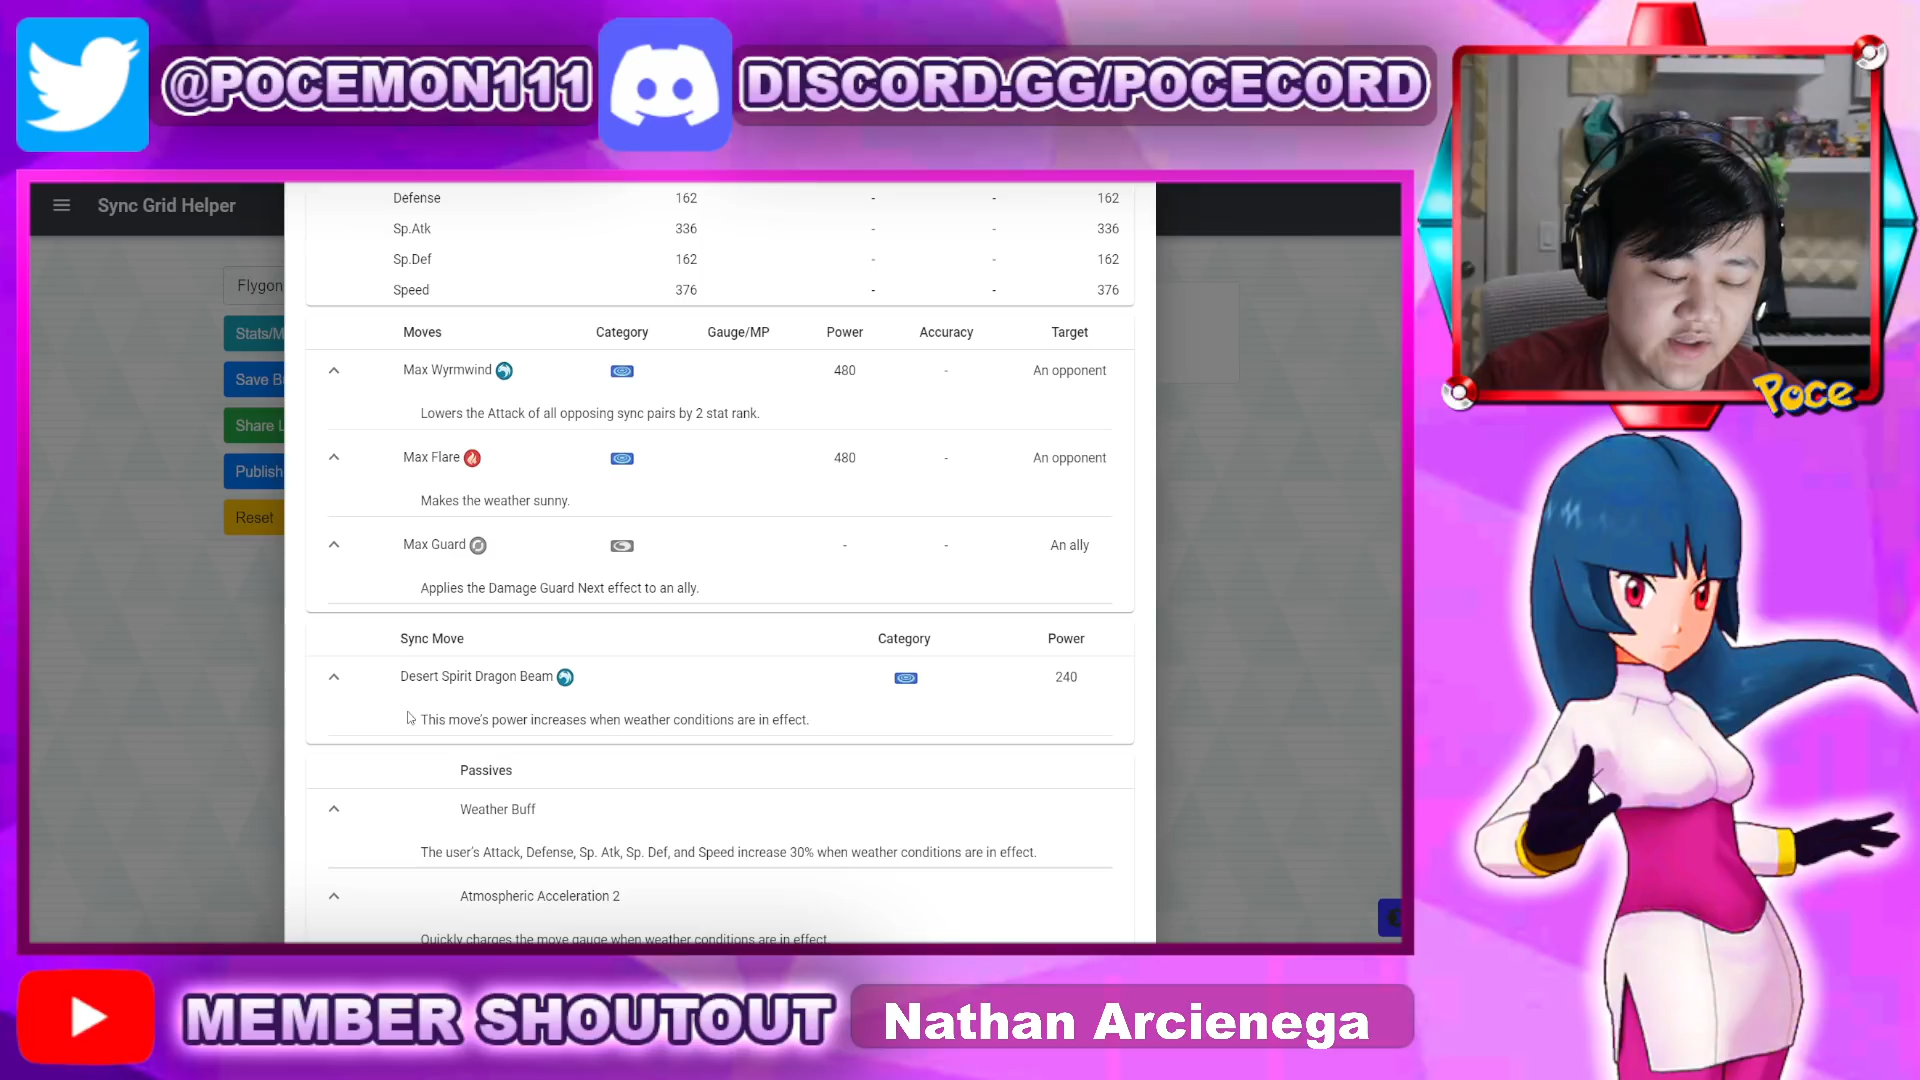 @POCEMON111
DISCORD.GG/POCECORD
Sync Grid Helper
Flygon
Stats/M
Save B
Share L
Publish
Reset
Defense 162 - - 162
Sp.Atk 336 - - 336
Sp.Def 162 - - 162
Speed 376 - - 376
Moves Category Gauge/MP Power Accuracy Target
Max Wyrmwind 480 - An opponent
Lowers the Attack of all opposing sync pairs by 2 stat rank.
Max Flare 480 - An opponent
Makes the weather sunny.
Max Guard - - An ally
Applies the Damage Guard Next effect to an ally.
Sync Move Category Power
Desert Spirit Dragon Beam 240
This move's power increases when weather conditions are in effect.
Passives
Weather Buff
The user's Attack, Defense, Sp. Atk, Sp. Def, and Speed increase 30% when weather conditions are in effect.
Atmospheric Acceleration 2
Quickly charges the move gauge when weather conditions are in effect.
Poce
MEMBER SHOUTOUT
Nathan Arcienega